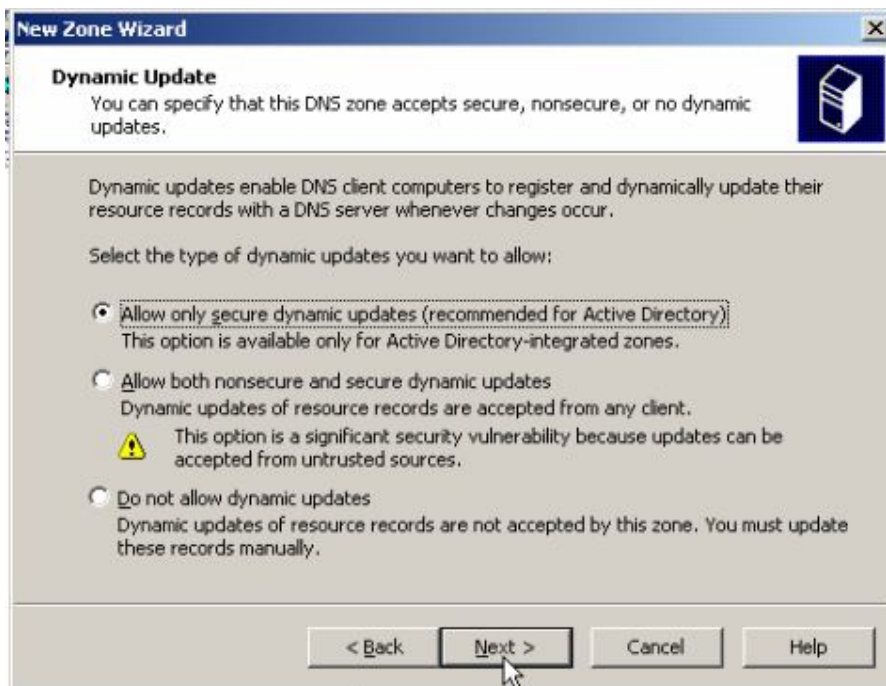 New Zone Wizard
Dynamic Update
You can specify that this DNS zone accepts secure, nonsecure, or no dynamic
updates.
Dynamic updates enable DNS client computers to register and dynamically update their
resource records with a DNS server whenever changes occur.
Select the type of dynamic updates you want to allow:
Allow only secure dynamic updates (recommended for Active Directory)
This option is available only for Active Directory-integrated zones.
Allow both nonsecure and secure dynamic updates
Dynamic updates of resource records are accepted from any client.
This option is a significant security vulnerability because updates can be
accepted from untrusted sources.
Do not allow dynamic updates
Dynamic updates of resource records are not accepted by this zone. You must update
these records manually.
< Back Next > Cancel Help